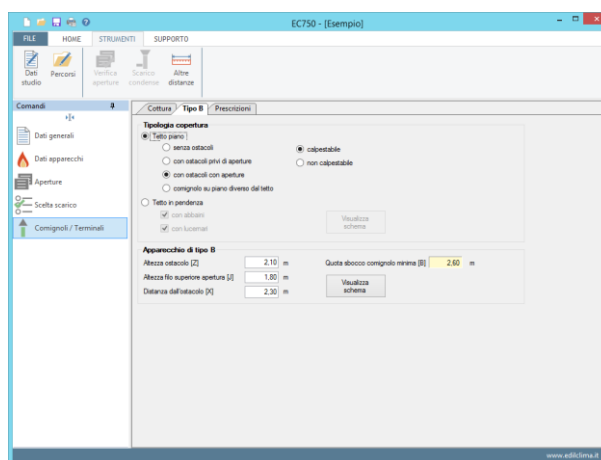 EC750 - [Esempio]
FILE HOME STRUMENTI SUPPORTO
Dati studio
Percorsi
Verifica aperture
Scarico condense
Altre distanze
Comandi
Cottura Tipo B Prescrizioni
Dati generali
Dati apparecchi
Aperture
Scelta scarico
Comignoli / Terminali
Tipologia copertura
Tetto piano
senza ostacoli
calpestabile
con ostacoli privi di aperture
non calpestabile
con ostacoli con aperture
comignolo su piano diverso dal tetto
Tetto in pendenza
con abbaini
con lucernari
Visualizza schema
Apparecchio di tipo B
Altezza ostacolo [Z] 2,10 m
Quota sbocco comignolo minima [B] 2,60 m
Altezza filo superiore apertura [J] 1,80 m
Visualizza schema
Distanza dall'ostacolo [X] 2,30 m
www.edilclima.it